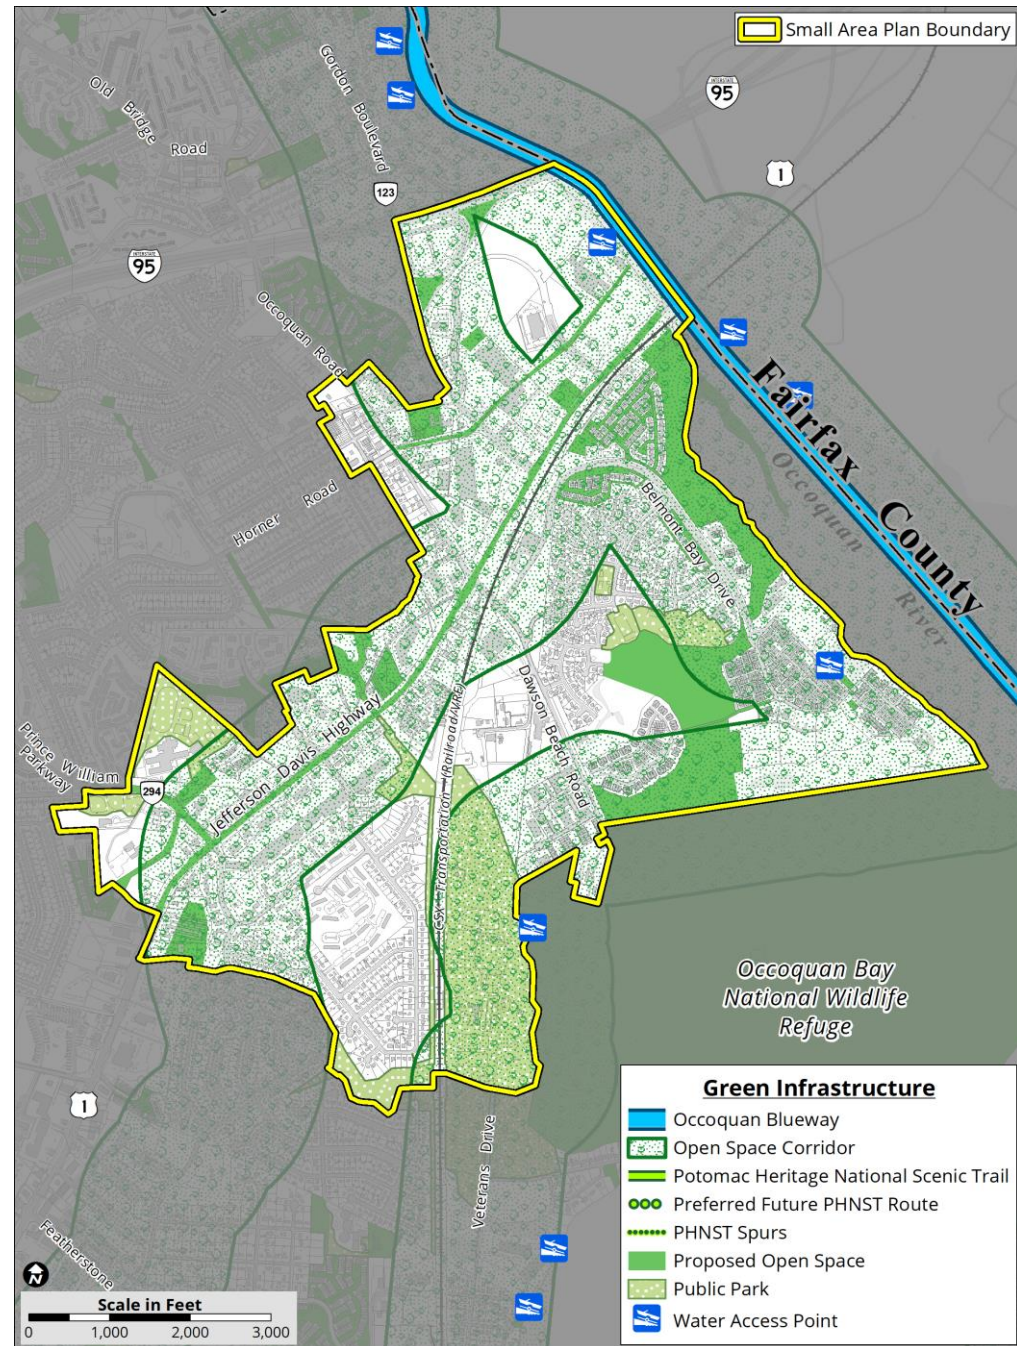 Small Area Plan Boundary
Gordon Boulevard
Old Bridge Road
INTERSTATE
95
1
123
INTERSTATE
95
Occoquan Road
Fairfax County
Occoquan River
Horner Road
Belmont Bay Drive
Dawson Beach Road
Jefferson Davis Highway
CSX Transportation (Railroad/VRE)
Prince William
Parkway
294
Occoquan Bay
National Wildlife
Refuge
1
Veterans Drive
Featherstone
N
Scale in Feet
0 1,000 2,000 3,000
Green Infrastructure
Occoquan Blueway
Open Space Corridor
Potomac Heritage National Scenic Trail
Preferred Future PHNST Route
PHNST Spurs
Proposed Open Space
Public Park
Water Access Point